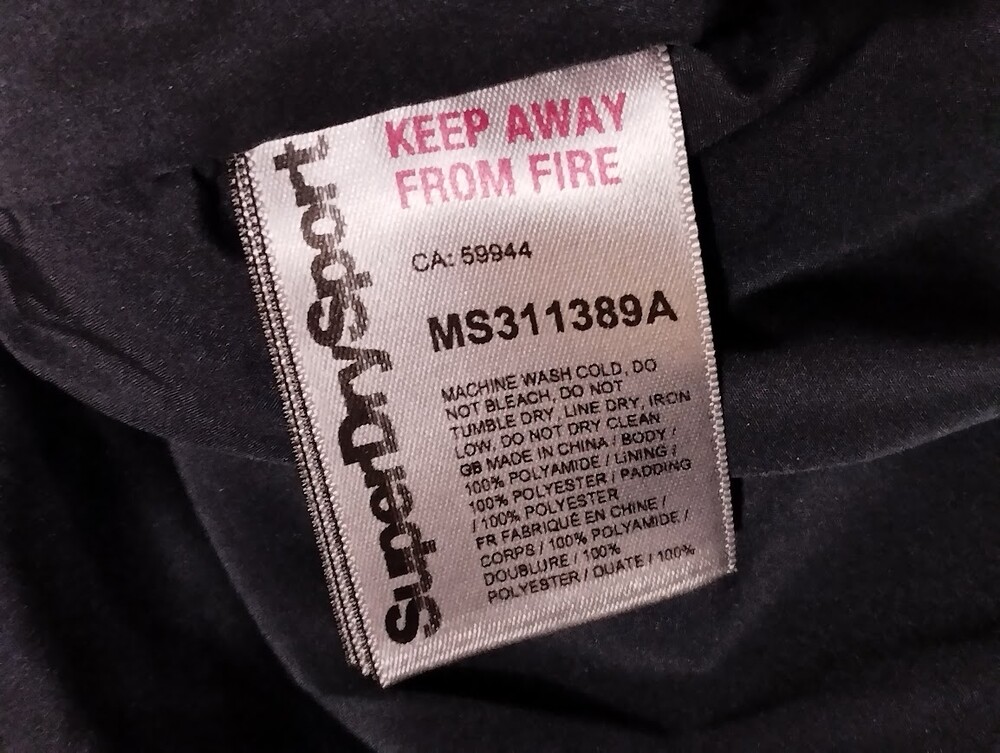 SuperDrySport
KEEP AWAY
FROM FIRE
CA: 59944
MS311389A
MACHINE WASH COLD, DO
NOT BLEACH, DO NOT
TUMBLE DRY, LINE DRY, IRON
LOW, DO NOT DRY CLEAN
GB MADE IN CHINA / BODY /
100% POLYAMIDE / LINING /
100% POLYESTER / PADDING
/ 100% POLYESTER
FR FABRIQUÉ EN CHINE /
CORPS / 100% POLYAMIDE /
DOUBLURE / 100%
POLYESTER / OUATE / 100%